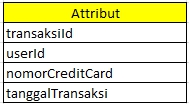 Attribut
transaksiId
userId
nomorCreditCard
tanggalTransaksi